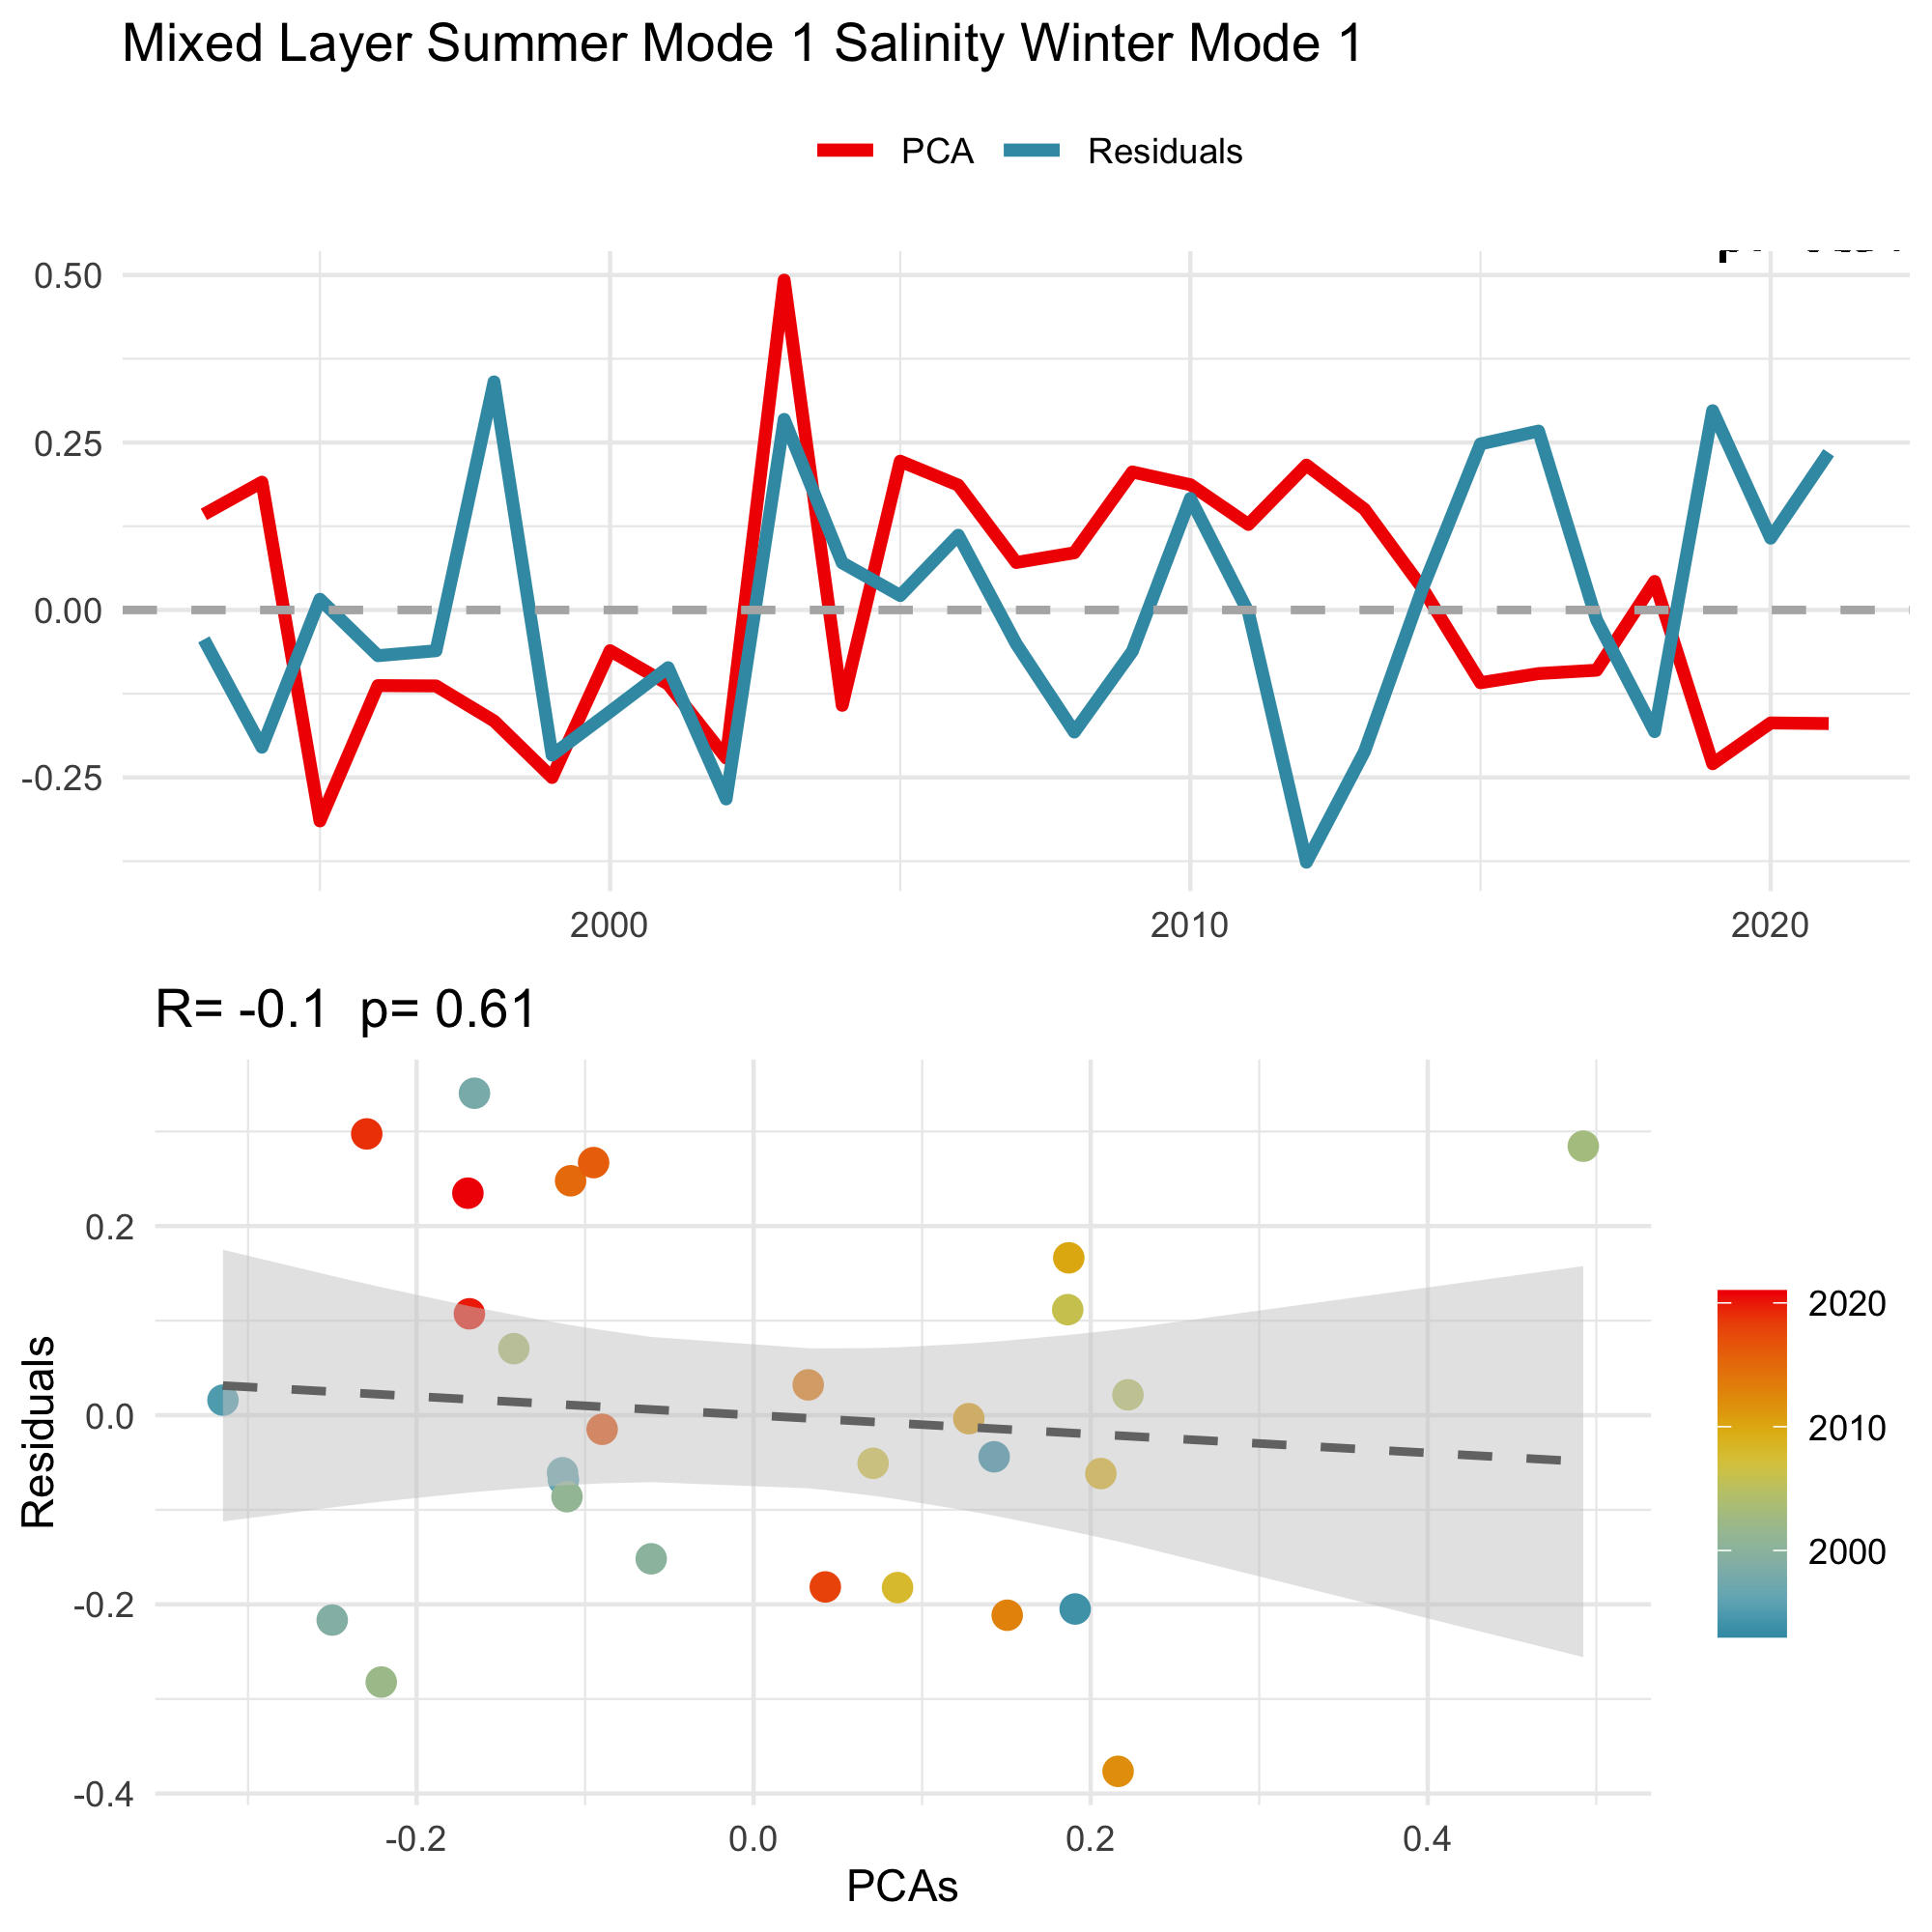 Mixed Layer Summer Mode 1 Salinity Winter Mode 1
PCA Residuals
0.50
0.25
0.00
-0.25
2000 2010 2020
R= -0.1 p= 0.61
Residuals
0.2
0.0
-0.2
-0.4
-0.2 0.0 0.2 0.4
PCAs
2020
2010
2000